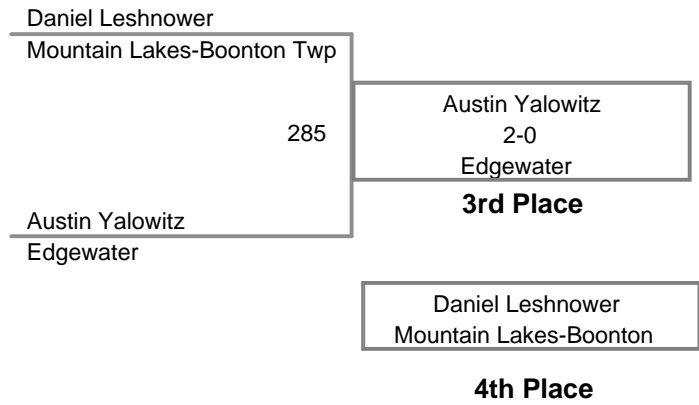 Daniel Leshnower
Mountain Lakes-Boonton Twp
285
Austin Yalowitz
Edgewater
Austin Yalowitz
2-0
Edgewater
3rd Place
Daniel Leshnower
Mountain Lakes-Boonton
4th Place